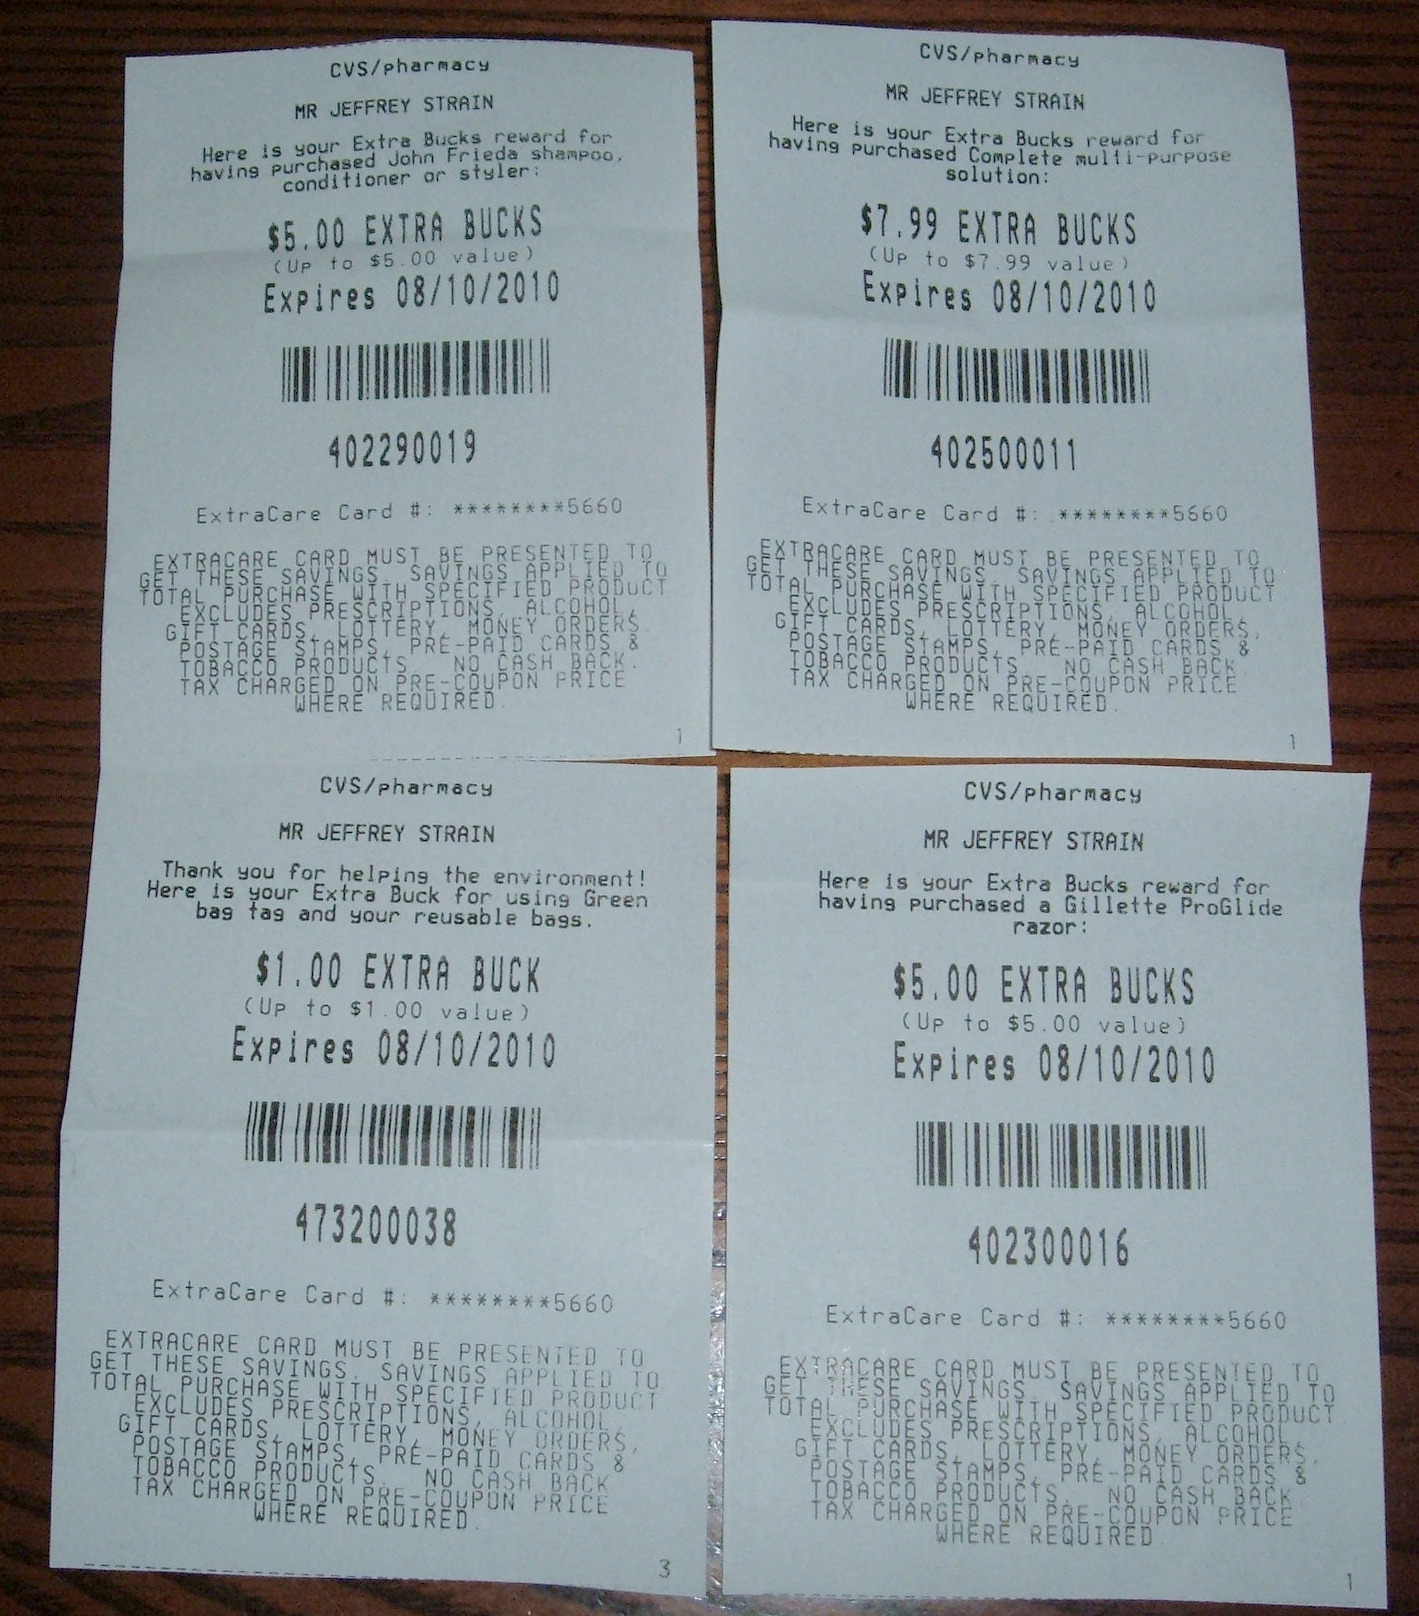 CVS/pharmacy
MR JEFFREY STRAIN
Here is your Extra Bucks reward for
having purchased John Frieda shampoo,
conditioner or styler:
$5.00 EXTRA BUCKS
(Up to $5.00 value)
Expires 08/10/2010
402290019
ExtraCare Card #: ********5660
EXTRACARE CARD MUST BE PRESENTED TO
GET THESE SAVINGS. SAVINGS APPLIED TO
TOTAL PURCHASE WITH SPECIFIED PRODUCT
EXCLUDES PRESCRIPTIONS, ALCOHOL,
GIFT CARDS, LOTTERY, MONEY ORDERS,
POSTAGE STAMPS, PRE-PAID CARDS &
TOBACCO PRODUCTS. NO CASH BACK.
TAX CHARGED ON PRE-COUPON PRICE
WHERE REQUIRED.
1
CVS/pharmacy
MR JEFFREY STRAIN
Here is your Extra Bucks reward for
having purchased Complete multi-purpose
solution:
$7.99 EXTRA BUCKS
(Up to $7.99 value)
Expires 08/10/2010
402500011
ExtraCare Card #: ********5660
EXTRACARE CARD MUST BE PRESENTED TO
GET THESE SAVINGS. SAVINGS APPLIED TO
TOTAL PURCHASE WITH SPECIFIED PRODUCT
EXCLUDES PRESCRIPTIONS, ALCOHOL,
GIFT CARDS, LOTTERY, MONEY ORDERS,
POSTAGE STAMPS, PRE-PAID CARDS &
TOBACCO PRODUCTS. NO CASH BACK.
TAX CHARGED ON PRE-COUPON PRICE
WHERE REQUIRED.
1
CVS/pharmacy
MR JEFFREY STRAIN
Thank you for helping the environment!
Here is your Extra Buck for using Green
bag tag and your reusable bags.
$1.00 EXTRA BUCK
(Up to $1.00 value)
Expires 08/10/2010
473200038
ExtraCare Card #: ********5660
EXTRACARE CARD MUST BE PRESENTED TO
GET THESE SAVINGS. SAVINGS APPLIED TO
TOTAL PURCHASE WITH SPECIFIED PRODUCT
EXCLUDES PRESCRIPTIONS, ALCOHOL,
GIFT CARDS, LOTTERY, MONEY ORDERS,
POSTAGE STAMPS, PRE-PAID CARDS &
TOBACCO PRODUCTS. NO CASH BACK.
TAX CHARGED ON PRE-COUPON PRICE
WHERE REQUIRED.
3
CVS/pharmacy
MR JEFFREY STRAIN
Here is your Extra Bucks reward for
having purchased a Gillette ProGlide
razor:
$5.00 EXTRA BUCKS
(Up to $5.00 value)
Expires 08/10/2010
402300016
ExtraCare Card #: ********5660
EXTRACARE CARD MUST BE PRESENTED TO
GET THESE SAVINGS. SAVINGS APPLIED TO
TOTAL PURCHASE WITH SPECIFIED PRODUCT
EXCLUDES PRESCRIPTIONS, ALCOHOL,
GIFT CARDS, LOTTERY, MONEY ORDERS,
POSTAGE STAMPS, PRE-PAID CARDS &
TOBACCO PRODUCTS. NO CASH BACK.
TAX CHARGED ON PRE-COUPON PRICE
WHERE REQUIRED.
1